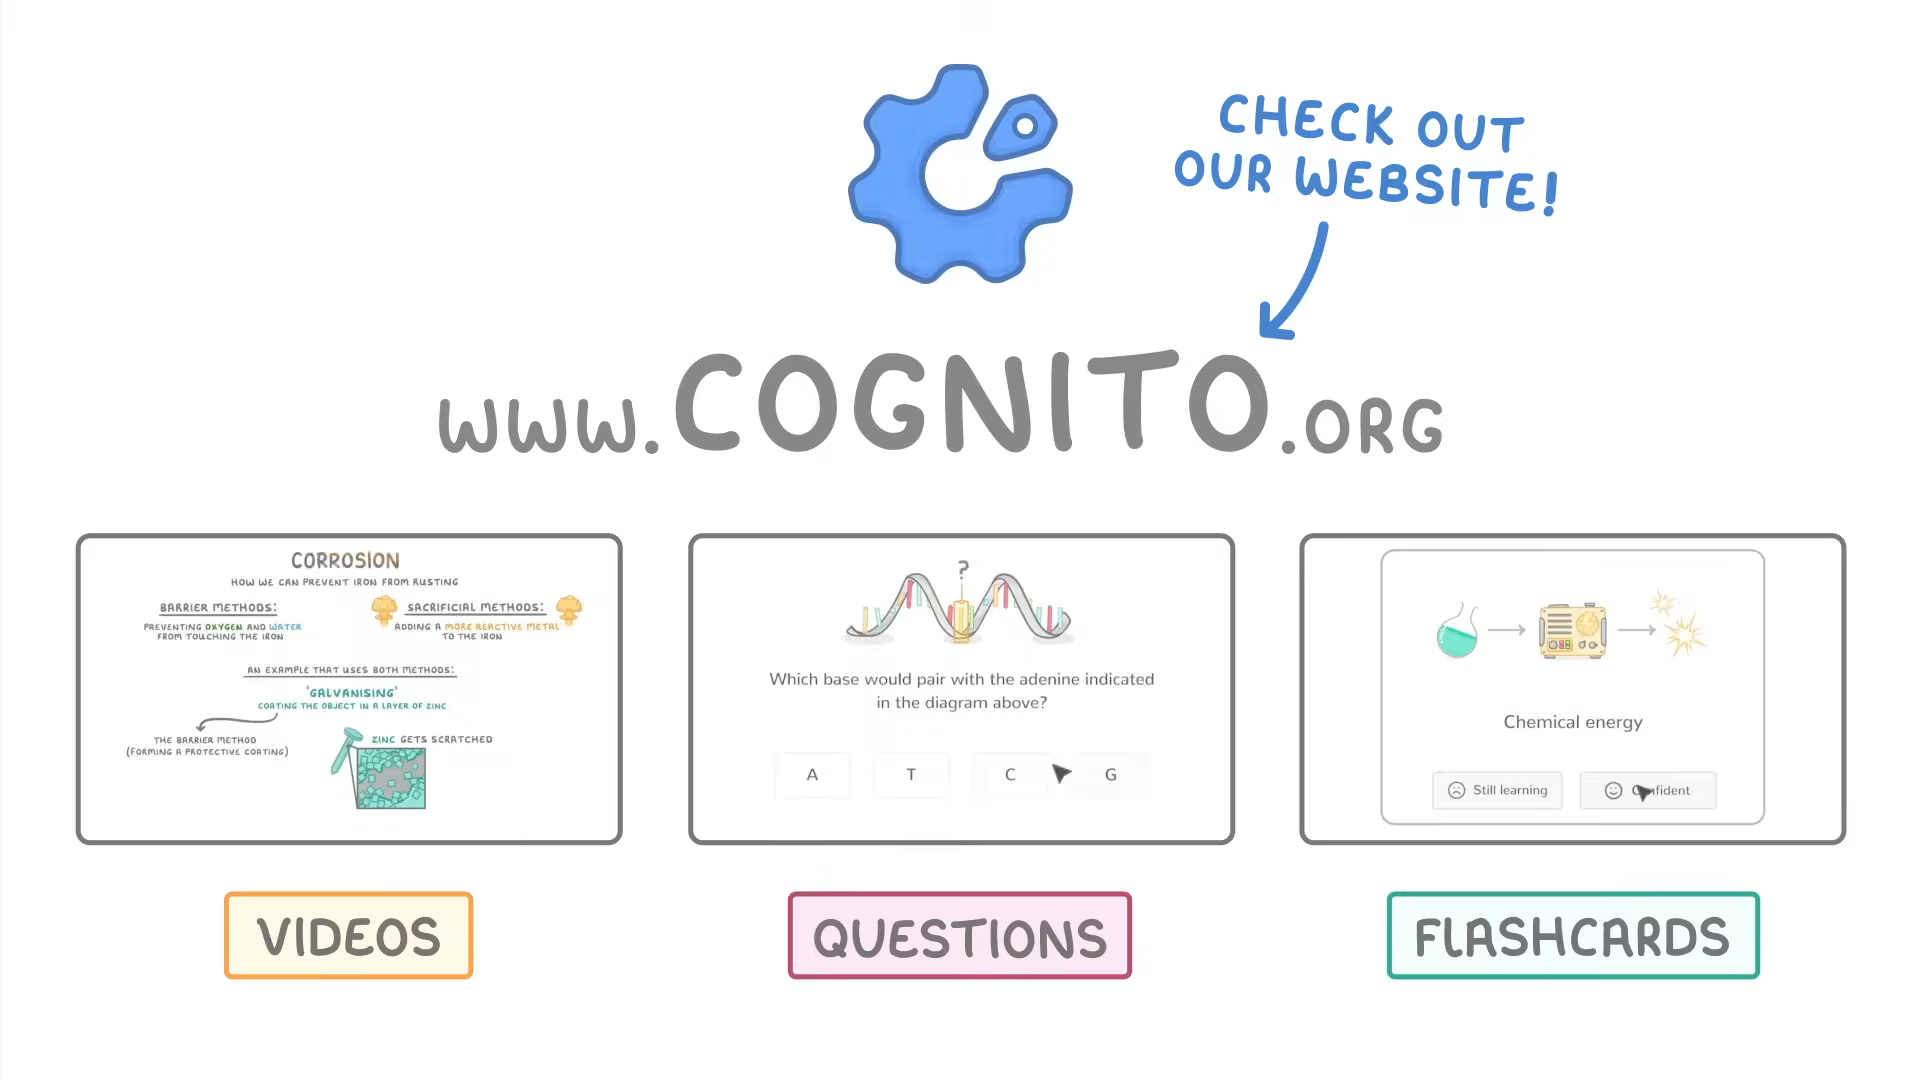 CHECK OUT
OUR WEBSITE!
www.COGNITO.ORG
CORROSION
HOW WE CAN PREVENT IRON FROM RUSTING
BARRIER METHODS:
PREVENTING OXYGEN AND WATER
FROM TOUCHING THE IRON
SACRIFICIAL METHODS:
ADDING A MORE REACTIVE METAL
TO THE IRON
AN EXAMPLE THAT USES BOTH METHODS:
'GALVANISING'
COATING THE OBJECT IN A LAYER OF ZINC
THE BARRIER METHOD
(FORMING A PROTECTIVE COATING)
ZINC GETS SCRATCHED
?
Which base would pair with the adenine indicated
in the diagram above?
A T C G
Chemical energy
Still learning
Confident
VIDEOS
QUESTIONS
FLASHCARDS